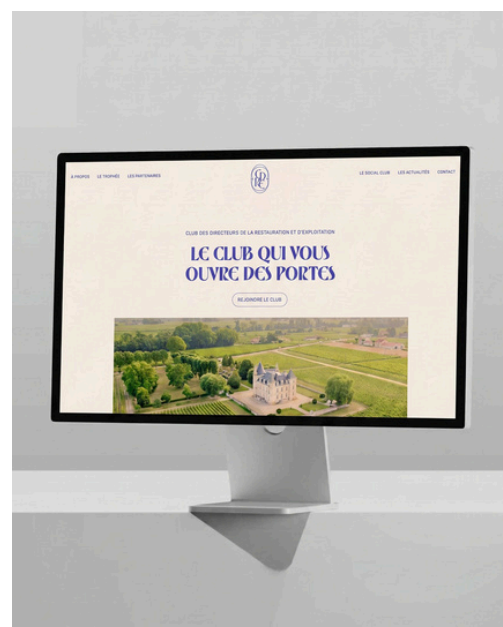 À PROPOS
LE TROPHÉE
LES PARTENAIRES
LE SOCIAL CLUB
LES ACTUALITÉS
CONTACT
CLUB DES DIRECTEURS DE LA RESTAURATION ET D'EXPLOITATION
LE CLUB QUI VOUS
OUVRE DES PORTES
REJOINDRE LE CLUB